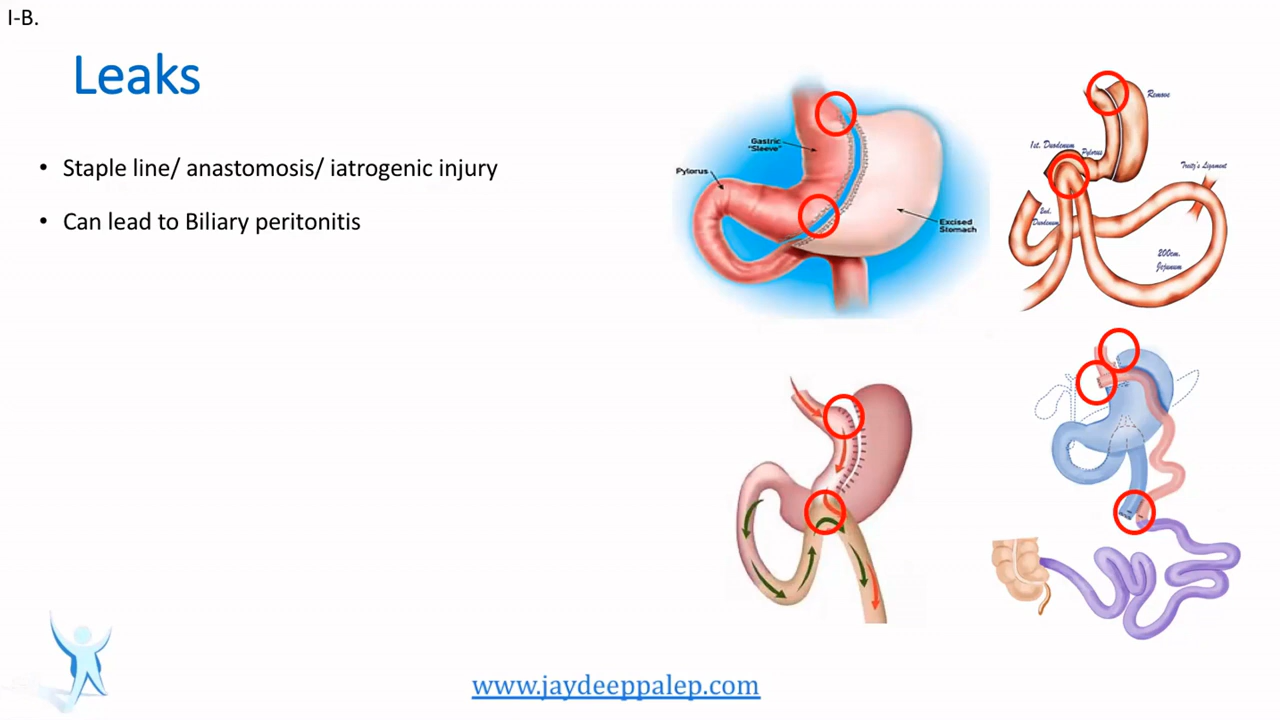 I-B.
Leaks
• Staple line/ anastomosis/ iatrogenic injury
• Can lead to Biliary peritonitis
Gastric
"Sleeve"
Pylorus
Excised
Stomach
Remove
1st. Duodenum
Pylorus
Treitz's Ligament
2nd.
Duodenum
200cm.
Jejunum
www.jaydeeppalep.com